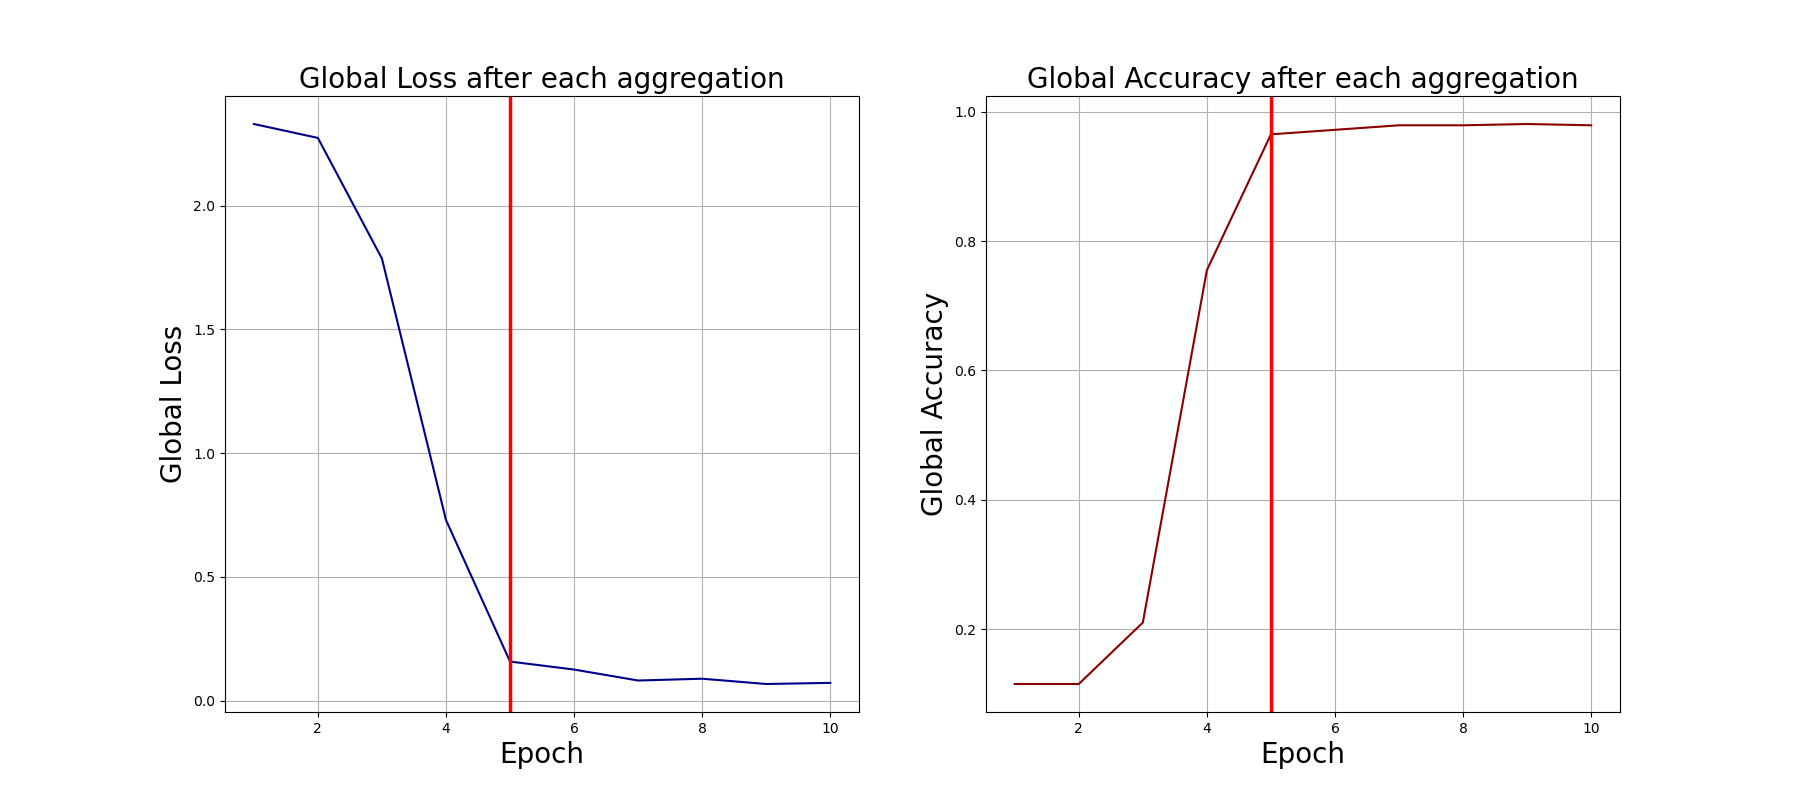 Global Loss after each aggregation
Global Loss
2.0
1.5
1.0
0.5
0.0
2 4 6 8 10
Epoch
Global Accuracy after each aggregation
Global Accuracy
1.0
0.8
0.6
0.4
0.2
2 4 6 8 10
Epoch